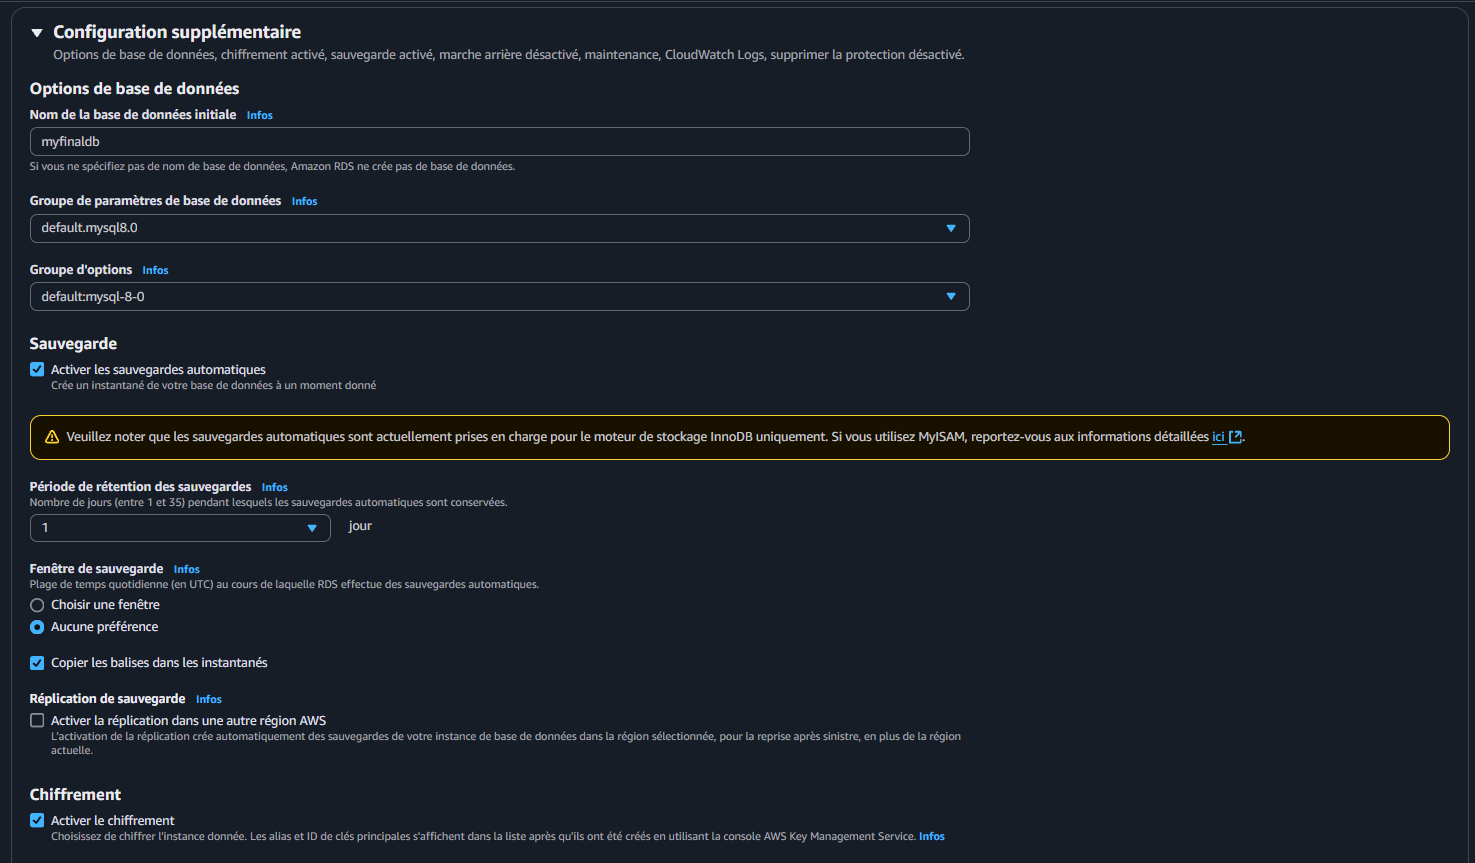 Configuration supplémentaire
Options de base de données, chiffrement activé, sauvegarde activé, marche arrière désactivé, maintenance, CloudWatch Logs, supprimer la protection désactivé.
Options de base de données
Nom de la base de données initiale Infos
myfinaldb
Si vous ne spécifiez pas de nom de base de données, Amazon RDS ne crée pas de base de données.
Groupe de paramètres de base de données Infos
default.mysql8.0
Groupe d'options Infos
default:mysql-8-0
Sauvegarde
Activer les sauvegardes automatiques
Crée un instantané de votre base de données à un moment donné
Veuillez noter que les sauvegardes automatiques sont actuellement prises en charge pour le moteur de stockage InnoDB uniquement. Si vous utilisez MyISAM, reportez-vous aux informations détaillées ici.
Période de rétention des sauvegardes Infos
Nombre de jours (entre 1 et 35) pendant lesquels les sauvegardes automatiques sont conservées.
1 jour
Fenêtre de sauvegarde Infos
Plage de temps quotidienne (en UTC) au cours de laquelle RDS effectue des sauvegardes automatiques.
Choisir une fenêtre
Aucune préférence
Copier les balises dans les instantanés
Réplication de sauvegarde Infos
Activer la réplication dans une autre région AWS
L'activation de la réplication crée automatiquement des sauvegardes de votre instance de base de données dans la région sélectionnée, pour la reprise après sinistre, en plus de la région
actuelle.
Chiffrement
Activer le chiffrement
Choisissez de chiffrer l'instance donnée. Les alias et ID de clés principales s'affichent dans la liste après qu'ils ont été créés en utilisant la console AWS Key Management Service. Infos